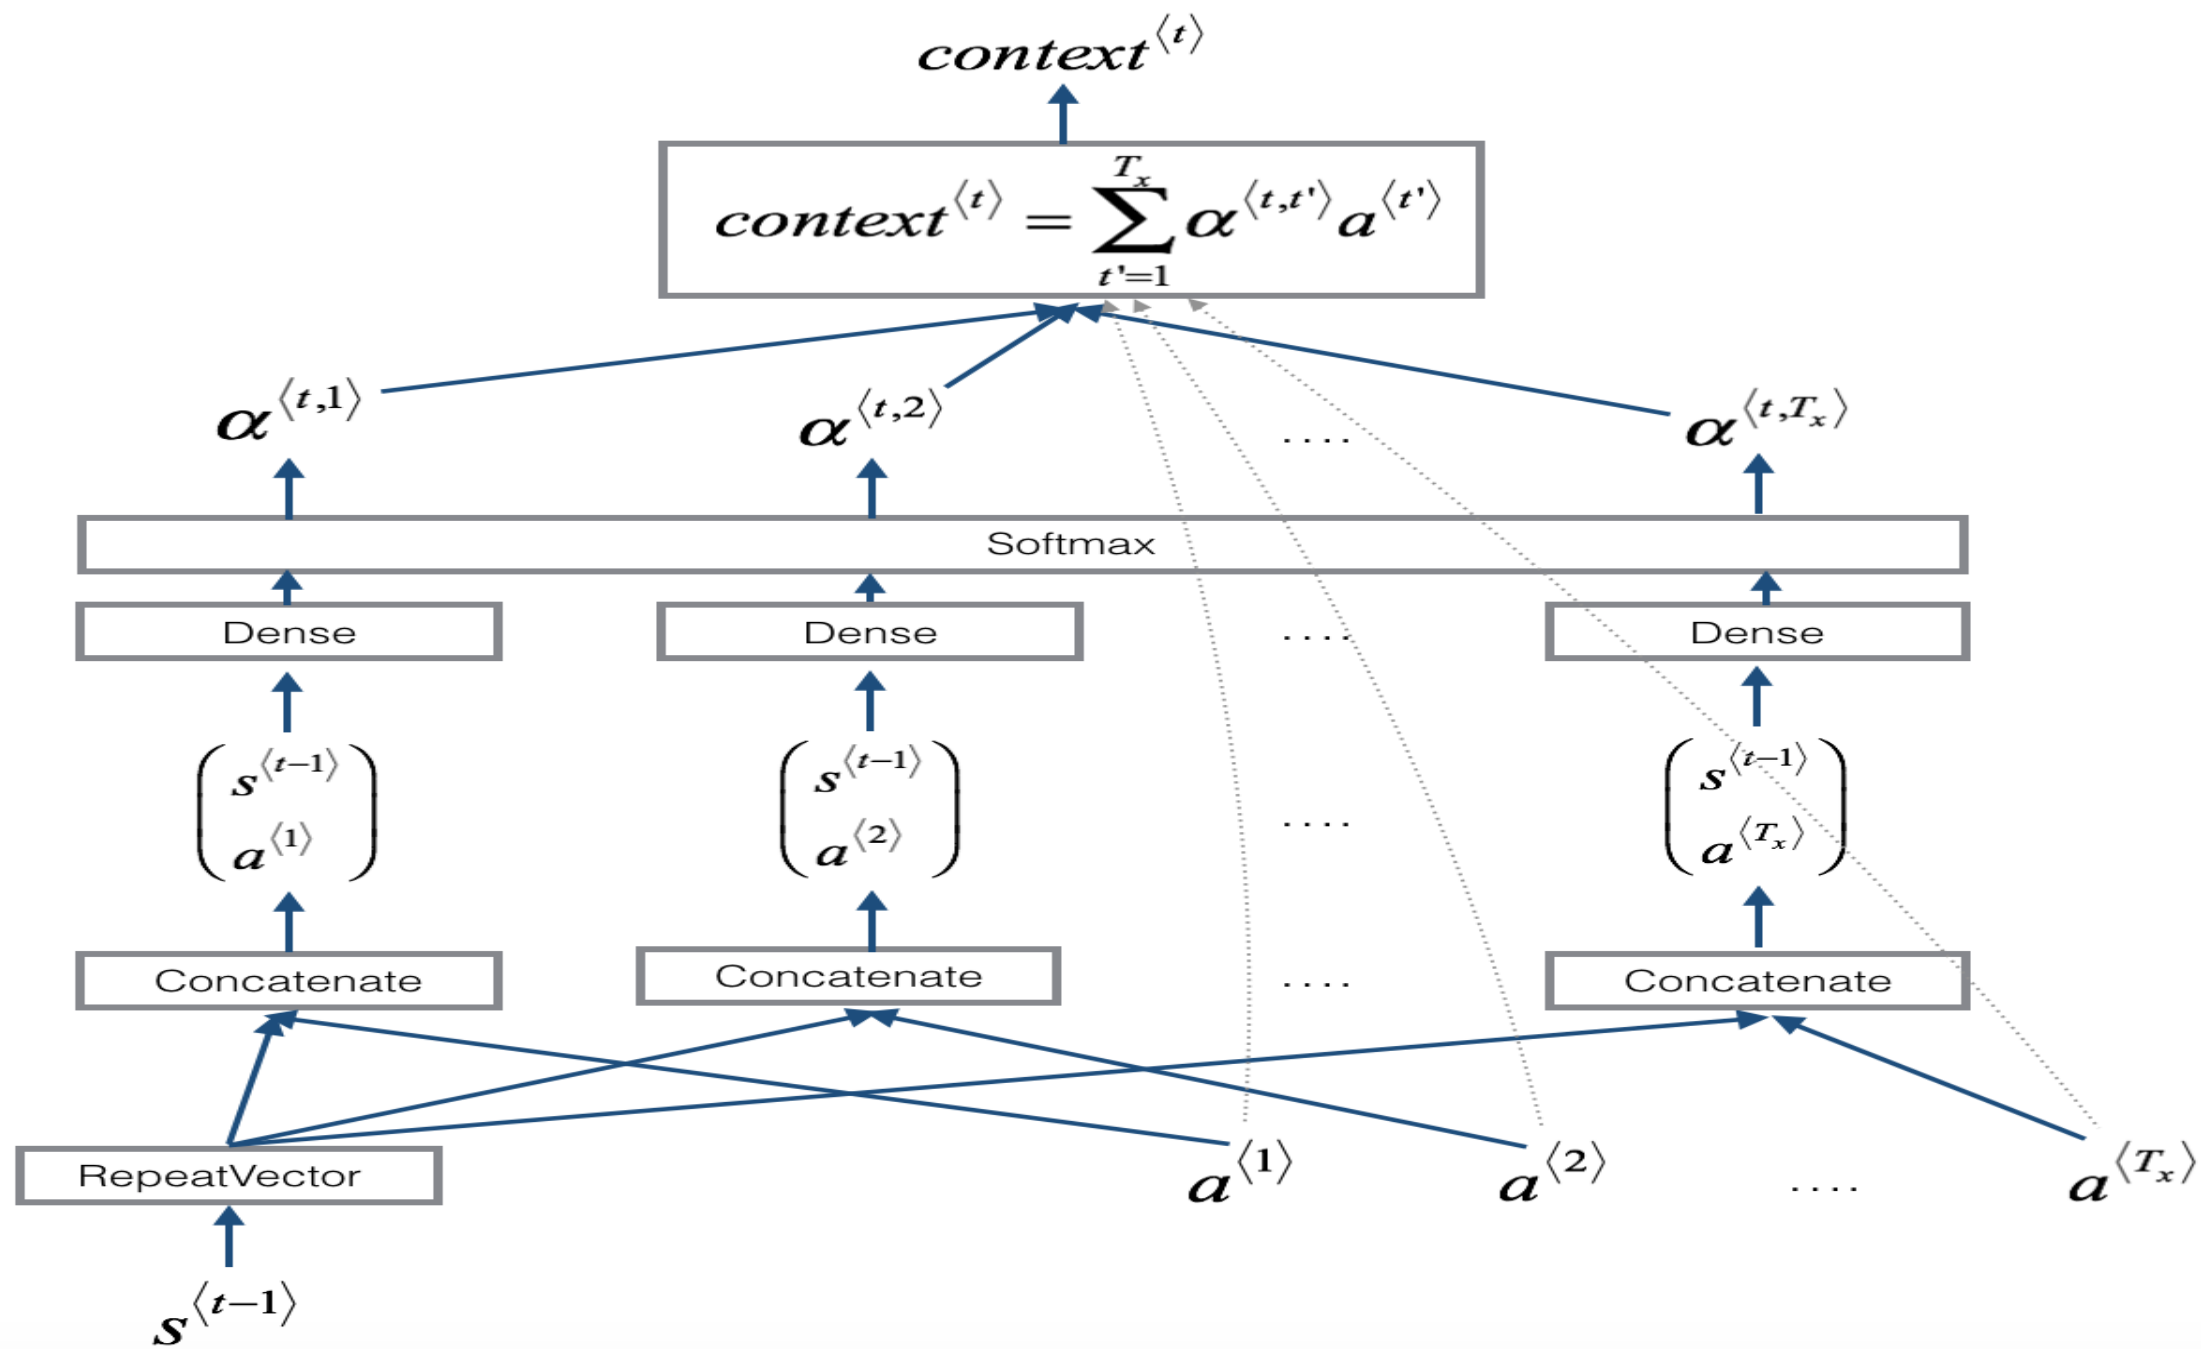 context⟨t⟩
context⟨t⟩ = ∑_{t'=1}^{Tx} α⟨t,t'⟩ a⟨t'⟩
α⟨t,1⟩ α⟨t,2⟩ .... α⟨t,Tx⟩
Softmax
Dense Dense .... Dense
(s⟨t−1⟩ (s⟨t−1⟩ .... (s⟨t−1⟩
a⟨1⟩) a⟨2⟩) a⟨Tx⟩)
Concatenate Concatenate .... Concatenate
RepeatVector a⟨1⟩ a⟨2⟩ .... a⟨Tx⟩
s⟨t−1⟩